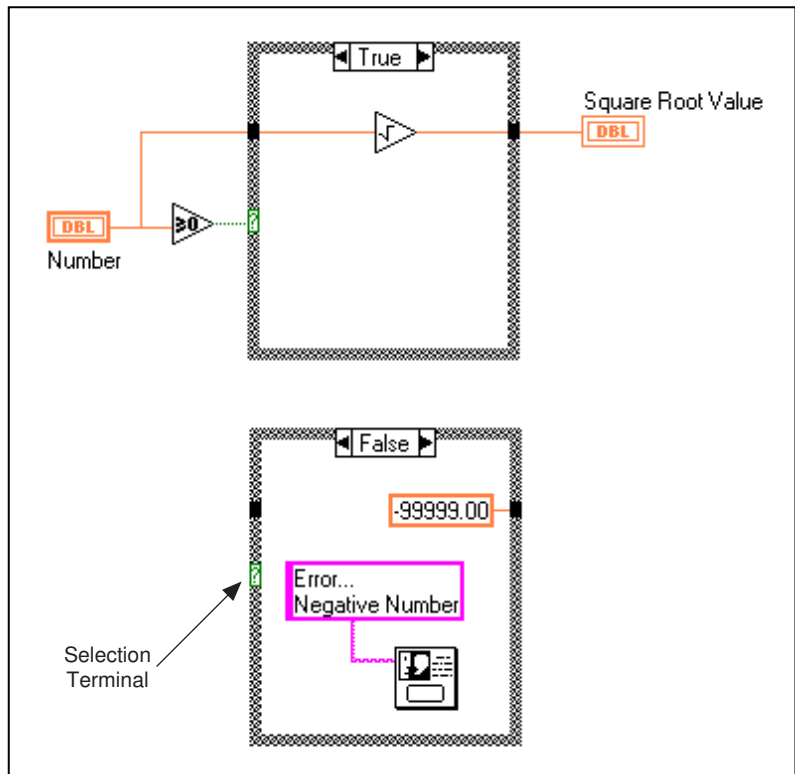 True
Square Root Value
DBL
DBL
≥0
?
Number
False
-99999.00
?
Error...
Negative Number
Selection
Terminal